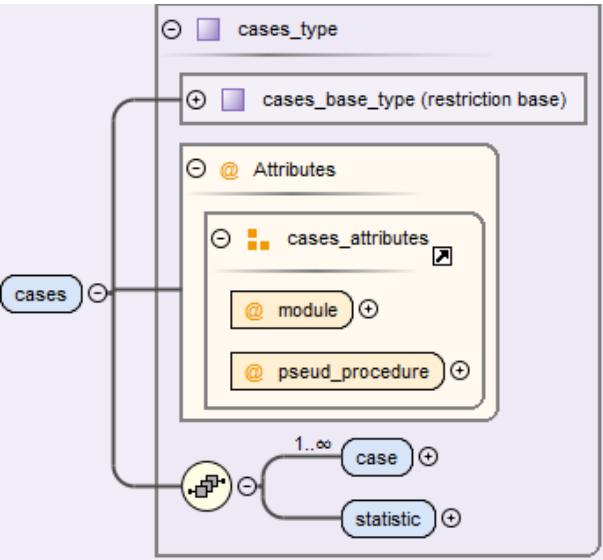 cases_type
cases_base_type (restriction base)
@ Attributes
cases_attributes
cases
@ module
@ pseud_procedure
1..∞
case
statistic